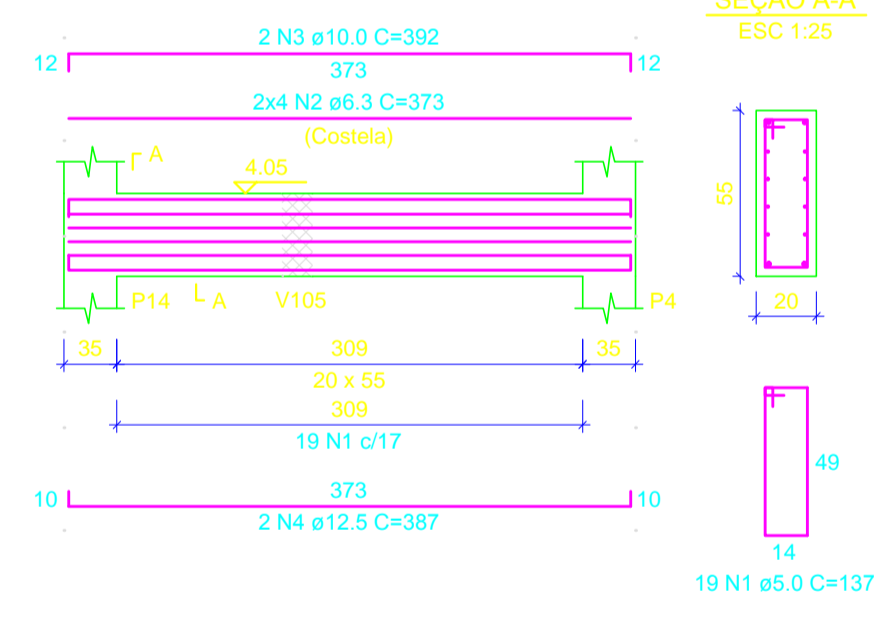 SEÇÃO A-A
ESC 1:25
2 N3 ø10.0 C=392
12
373
12
2x4 N2 ø6.3 C=373
(Costela)
A
4.05
55
P14
A
V105
P4
20
35
309
35
20 x 55
309
19 N1 c/17
49
373
10
10
2 N4 ø12.5 C=387
14
19 N1 ø5.0 C=137